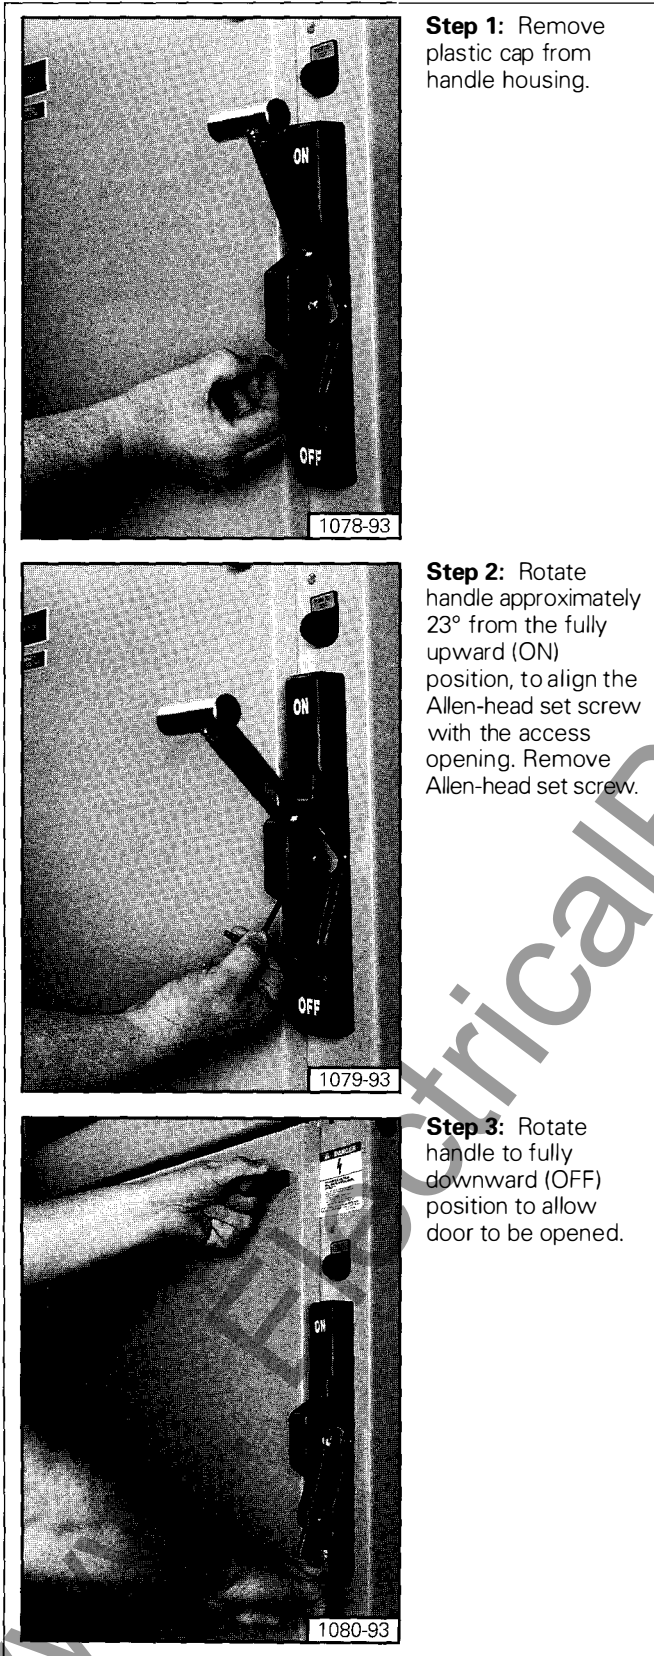 Step 1: Remove
plastic cap from
handle housing.
ON
OFF
1078-93
Step 2: Rotate
handle approximately
23° from the fully
upward (ON)
position, to align the
Allen-head set screw
with the access
opening. Remove
Allen-head set screw.
ON
OFF
1079-93
Step 3: Rotate
handle to fully
downward (OFF)
position to allow
door to be opened.
DANGER
ON
1080-93